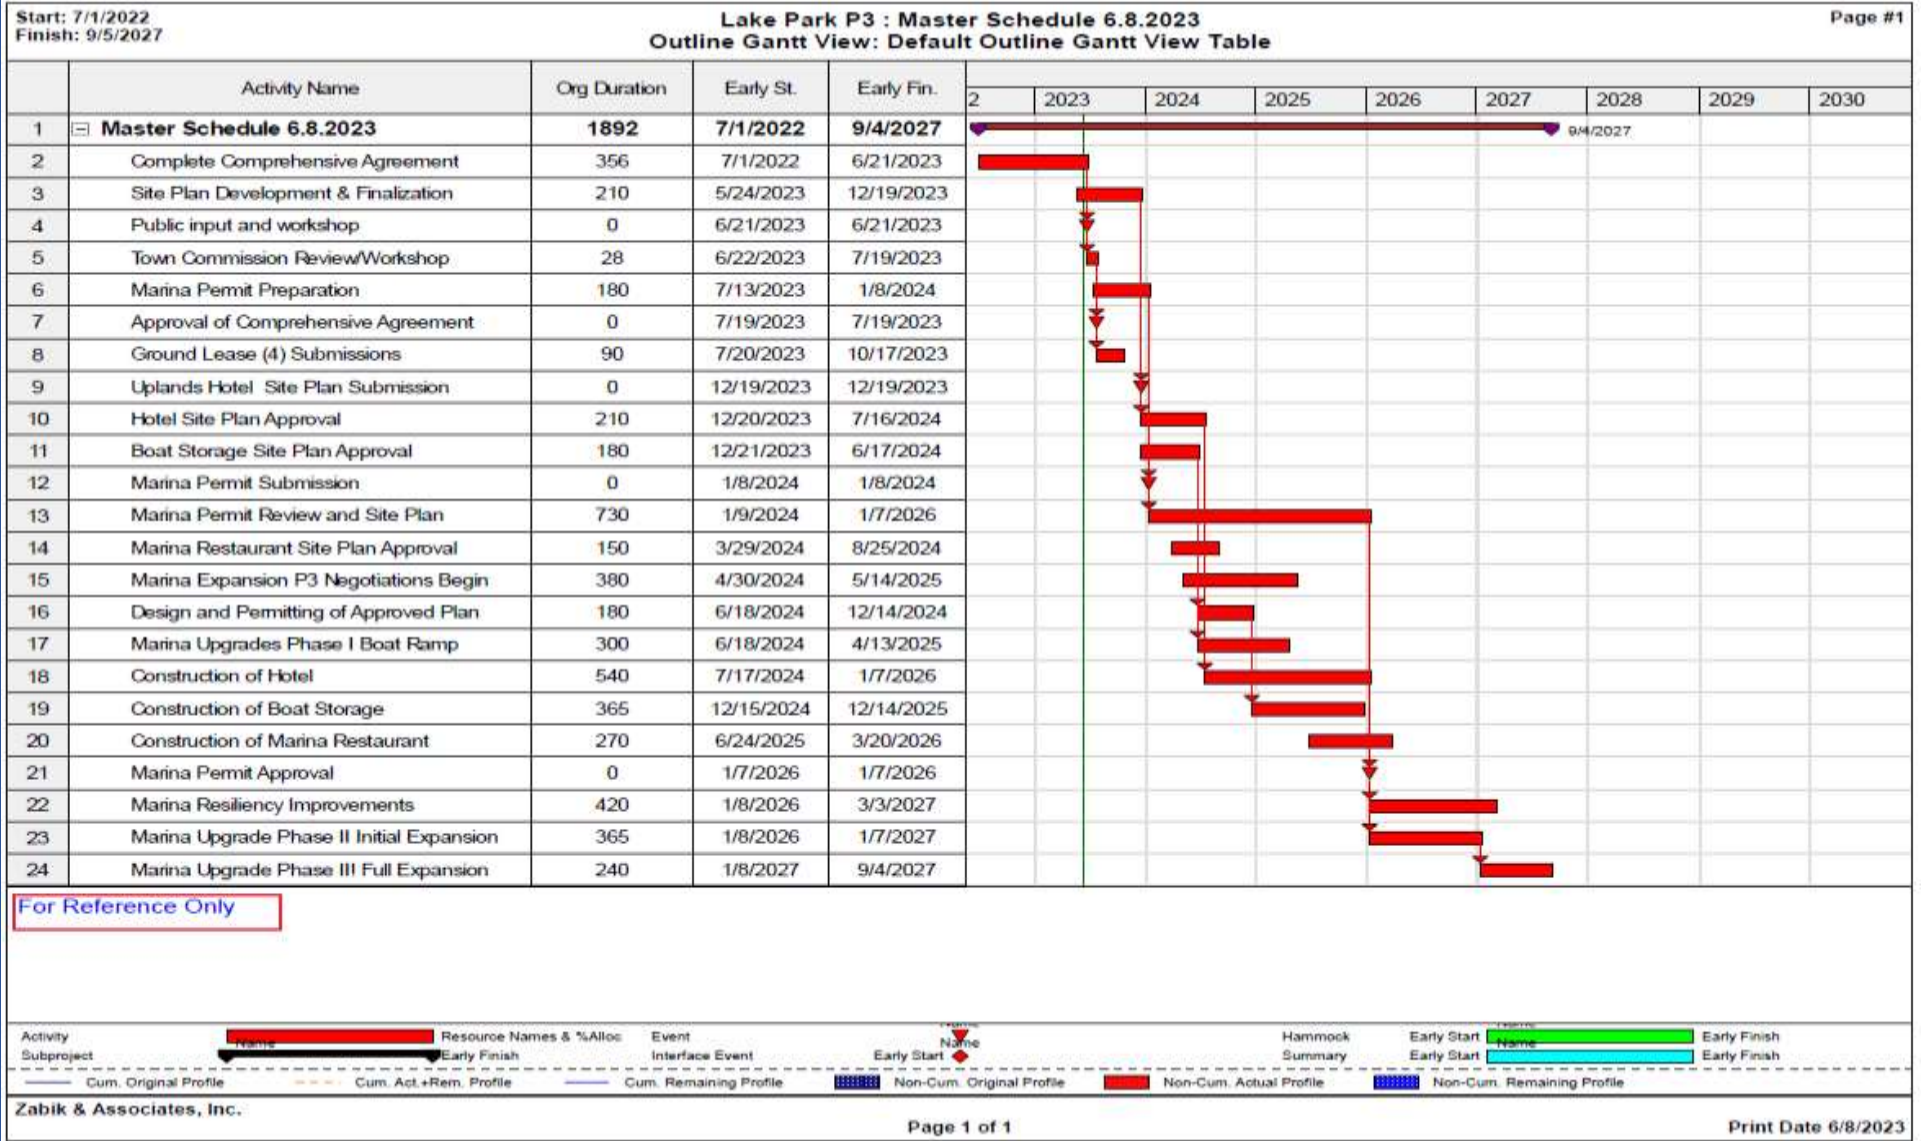 Start: 7/1/2022
Finish: 9/5/2027
Lake Park P3 : Master Schedule 6.8.2023
Outline Gantt View: Default Outline Gantt View Table
Page #1
Activity Name Org Duration Early St. Early Fin. 2 2023 2024 2025 2026 2027 2028 2029 2030
1 Master Schedule 6.8.2023 1892 7/1/2022 9/4/2027 9/4/2027
2 Complete Comprehensive Agreement 356 7/1/2022 6/21/2023
3 Site Plan Development & Finalization 210 5/24/2023 12/19/2023
4 Public input and workshop 0 6/21/2023 6/21/2023
5 Town Commission Review/Workshop 28 6/22/2023 7/19/2023
6 Marina Permit Preparation 180 7/13/2023 1/8/2024
7 Approval of Comprehensive Agreement 0 7/19/2023 7/19/2023
8 Ground Lease (4) Submissions 90 7/20/2023 10/17/2023
9 Uplands Hotel Site Plan Submission 0 12/19/2023 12/19/2023
10 Hotel Site Plan Approval 210 12/20/2023 7/16/2024
11 Boat Storage Site Plan Approval 180 12/21/2023 6/17/2024
12 Marina Permit Submission 0 1/8/2024 1/8/2024
13 Marina Permit Review and Site Plan 730 1/9/2024 1/7/2026
14 Marina Restaurant Site Plan Approval 150 3/29/2024 8/25/2024
15 Marina Expansion P3 Negotiations Begin 380 4/30/2024 5/14/2025
16 Design and Permitting of Approved Plan 180 6/18/2024 12/14/2024
17 Marina Upgrades Phase I Boat Ramp 300 6/18/2024 4/13/2025
18 Construction of Hotel 540 7/17/2024 1/7/2026
19 Construction of Boat Storage 365 12/15/2024 12/14/2025
20 Construction of Marina Restaurant 270 6/24/2025 3/20/2026
21 Marina Permit Approval 0 1/7/2026 1/7/2026
22 Marina Resiliency Improvements 420 1/8/2026 3/3/2027
23 Marina Upgrade Phase II Initial Expansion 365 1/8/2026 1/7/2027
24 Marina Upgrade Phase III Full Expansion 240 1/8/2027 9/4/2027
For Reference Only
Activity Resource Names & %Alloc Event Name Hammock Early Start Name Early Finish
Subproject Name Early Finish Interface Event Early Start Name Summary Early Start Name Early Finish
Cum. Original Profile Cum. Act.+Rem. Profile Cum. Remaining Profile Non-Cum. Original Profile Non-Cum. Actual Profile Non-Cum. Remaining Profile
Zabik & Associates, Inc.
Page 1 of 1
Print Date 6/8/2023